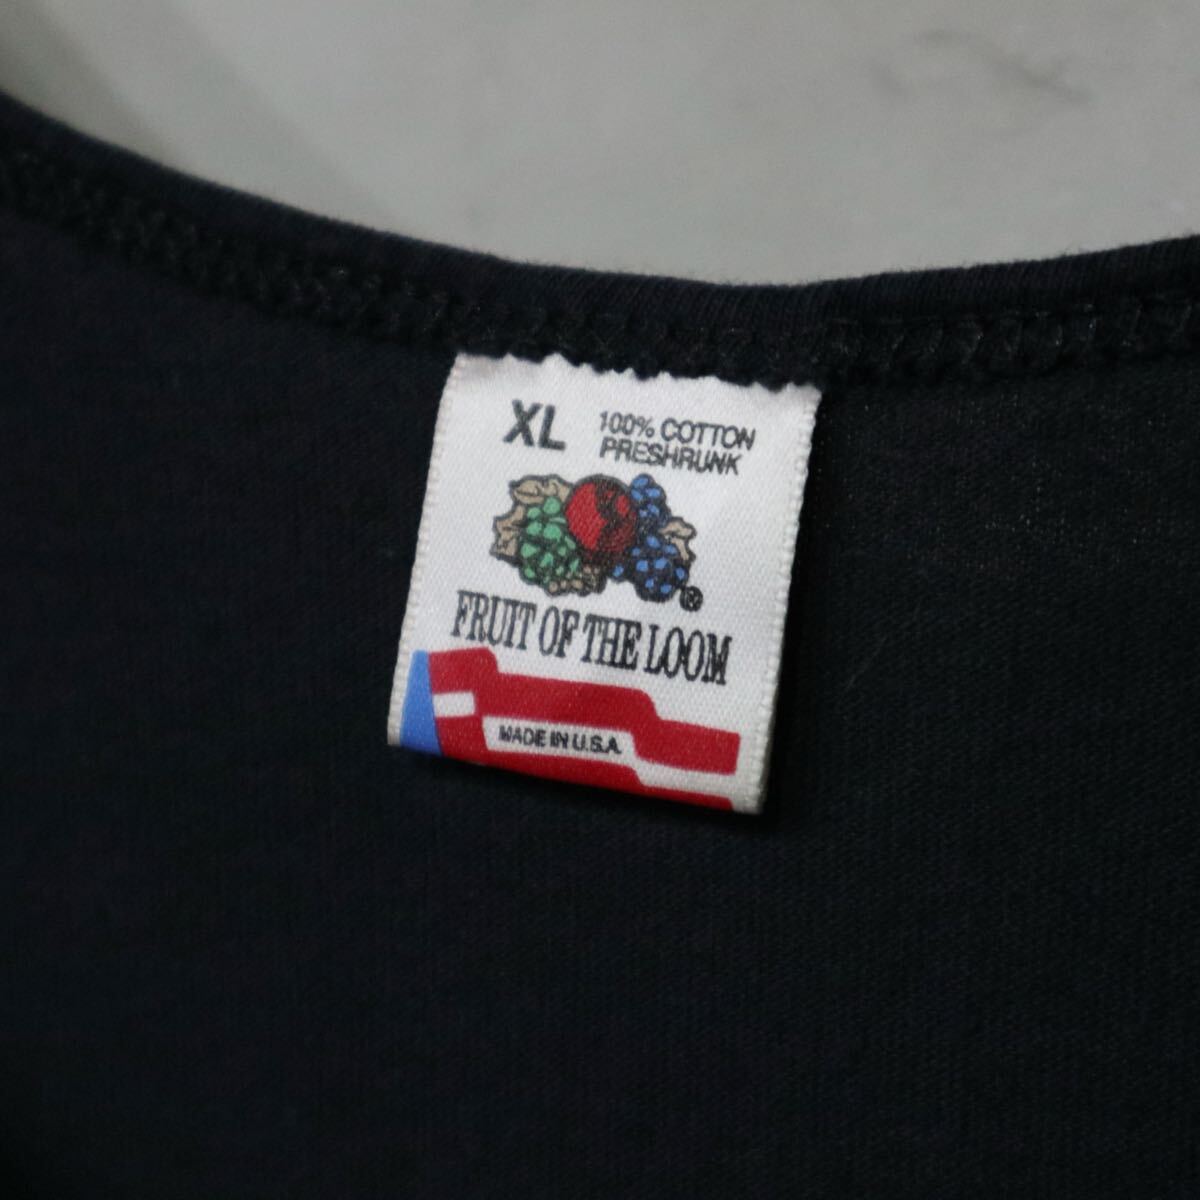 XL
100% COTTON
PRESHRUNK
®
FRUIT OF THE LOOM
MADE IN U.S.A.